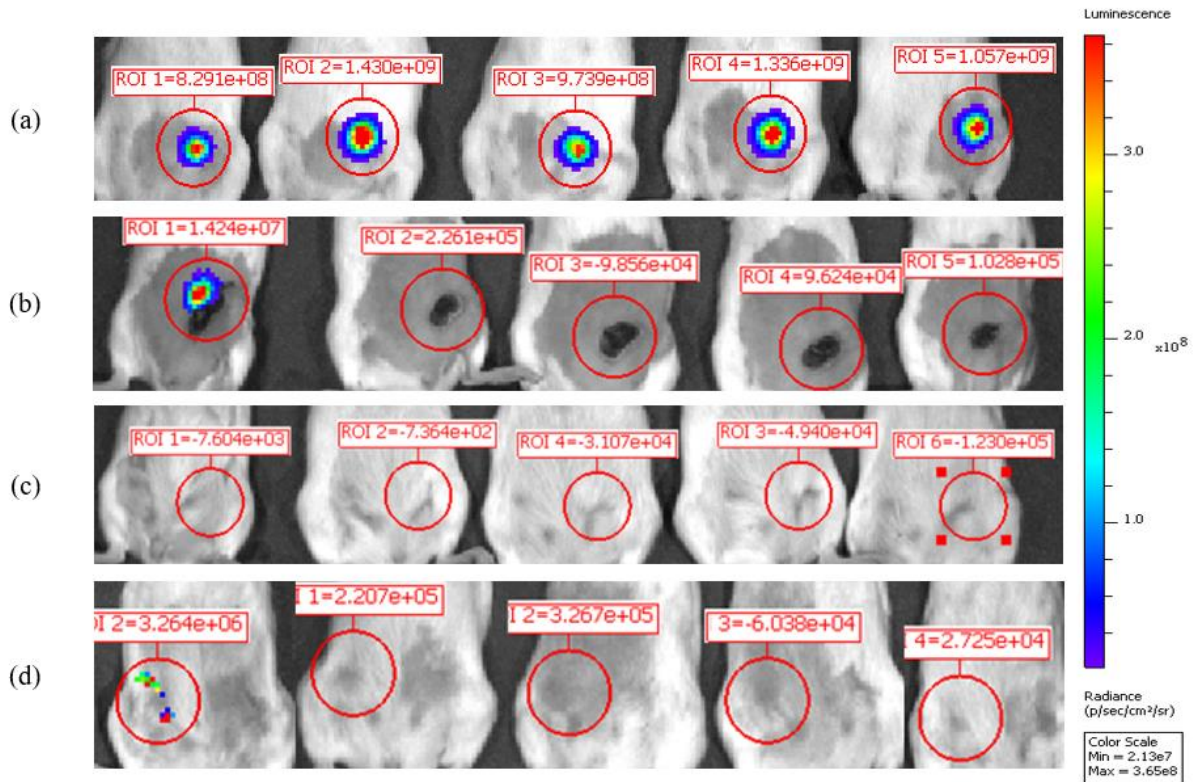 Luminescence
(a)
ROI 1=8.291e+08
ROI 2=1.430e+09
ROI 3=9.739e+08
ROI 4=1.336e+09
ROI 5=1.057e+09
(b)
ROI 1=1.424e+07
ROI 2=2.261e+05
ROI 3=-9.856e+04
ROI 4=9.624e+04
ROI 5=1.028e+05
(c)
ROI 1=-7.604e+03
ROI 2=-7.364e+02
ROI 4=-3.107e+04
ROI 3=-4.940e+04
ROI 6=-1.230e+05
(d)
OI 2=3.264e+06
I 1=2.207e+05
I 2=3.267e+05
3=-6.038e+04
4=2.725e+04
3.0
2.0
x10⁸
1.0
Radiance
(p/sec/cm²/sr)
Color Scale
Min = 2.13e7
Max = 3.65e8